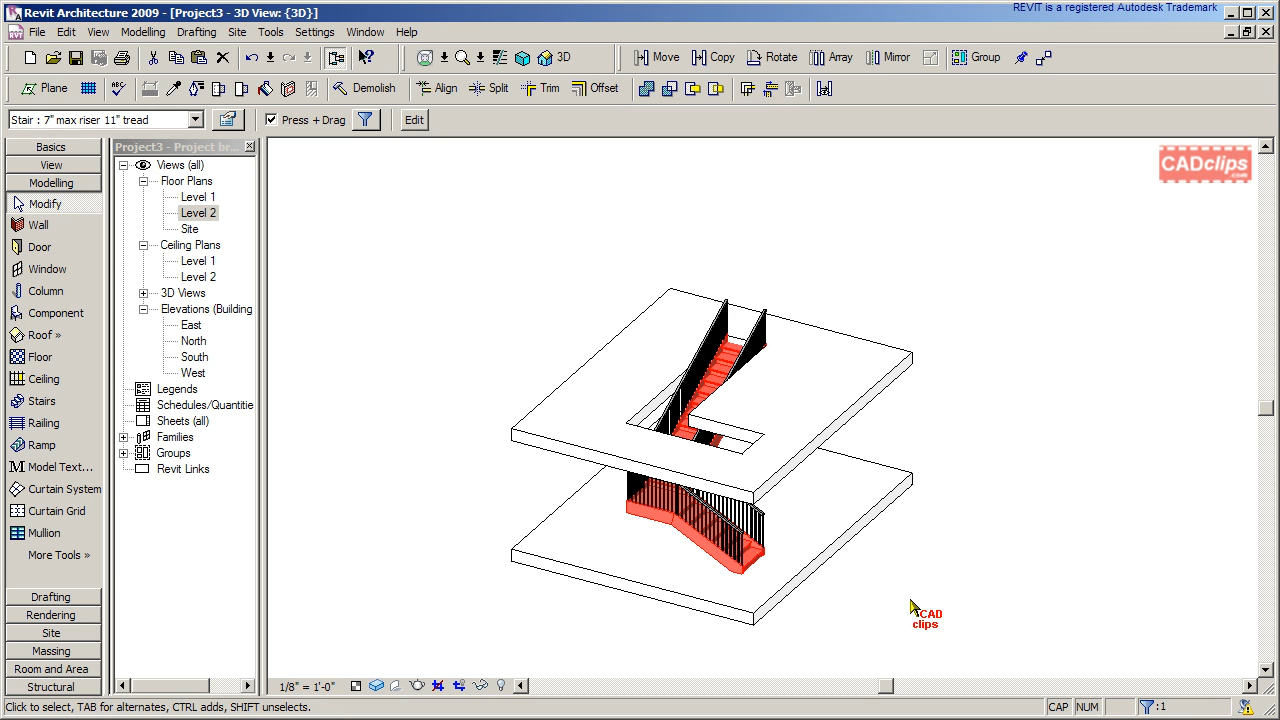 Revit Architecture 2009 - [Project3 - 3D View: {3D}]
REVIT is a registered Autodesk Trademark
File Edit View Modelling Drafting Site Tools Settings Window Help
3D Move Copy Rotate Array Mirror Group
Plane Demolish Align Split Trim Offset
Stair : 7" max riser 11" tread
Press + Drag
Edit
Basics
View
Modelling
Modify
Wall
Door
Window
Column
Component
Roof »
Floor
Ceiling
Stairs
Railing
Ramp
Model Text...
Curtain System
Curtain Grid
Mullion
More Tools »
Drafting
Rendering
Site
Massing
Room and Area
Structural
Project3 - Project br...
Views (all)
Floor Plans
Level 1
Level 2
Site
Ceiling Plans
Level 1
Level 2
3D Views
Elevations (Building
East
North
South
West
Legends
Schedules/Quantitie
Sheets (all)
Families
Groups
Revit Links
CADclips
.com
CAD
clips
1/8" = 1'-0"
Click to select, TAB for alternates, CTRL adds, SHIFT unselects.
CAP NUM :1